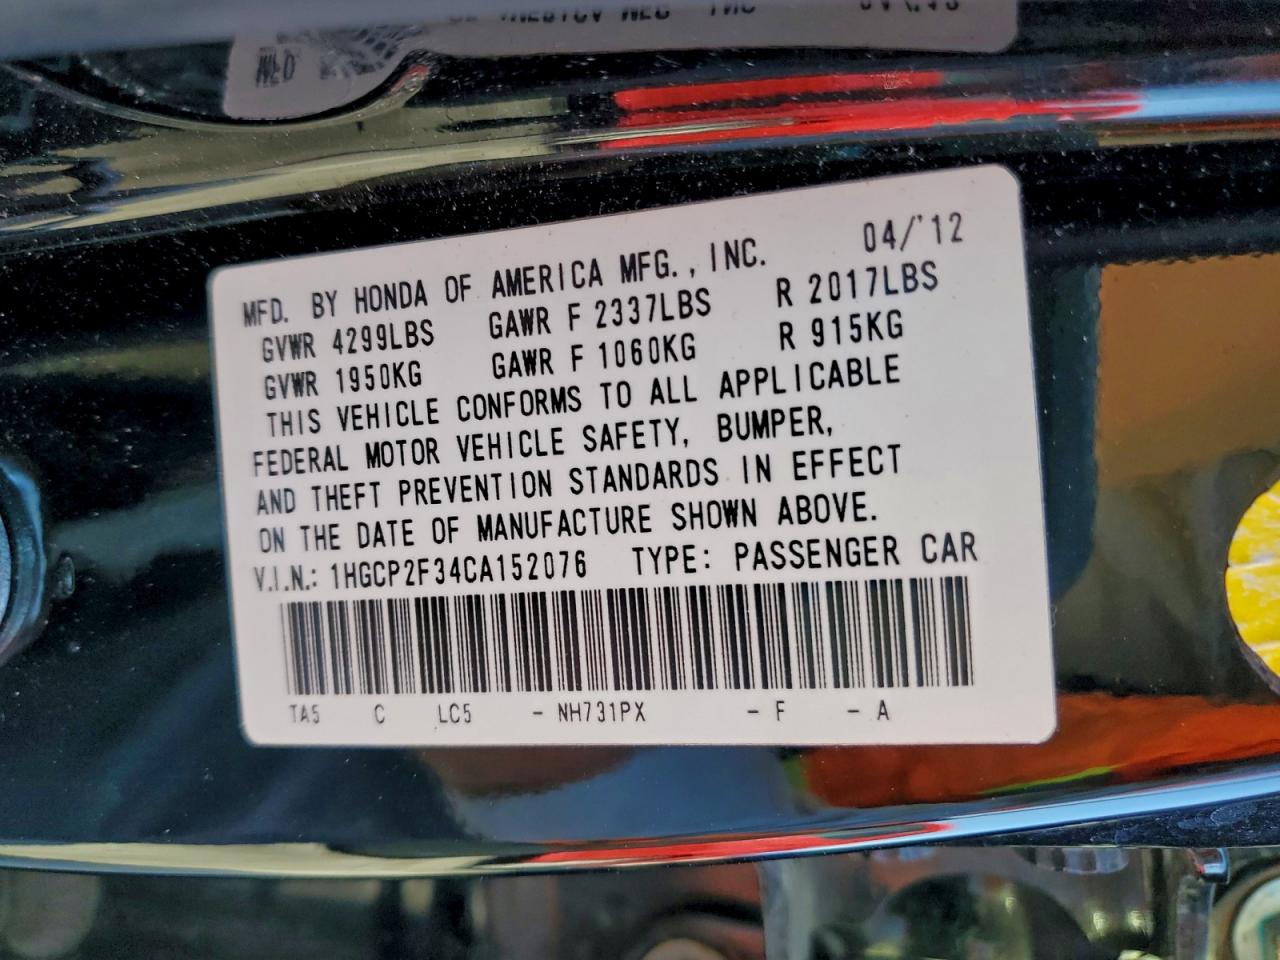 MFD. BY HONDA OF AMERICA MFG., INC. 04/'12
GVWR 4299LBS GAWR F 2337LBS R 2017LBS
GVWR 1950KG GAWR F 1060KG R 915KG
THIS VEHICLE CONFORMS TO ALL APPLICABLE
FEDERAL MOTOR VEHICLE SAFETY, BUMPER,
AND THEFT PREVENTION STANDARDS IN EFFECT
ON THE DATE OF MANUFACTURE SHOWN ABOVE.
V.I.N.: 1HGCP2F34CA152076 TYPE: PASSENGER CAR
TA5 C LC5 - NH731PX - F - A